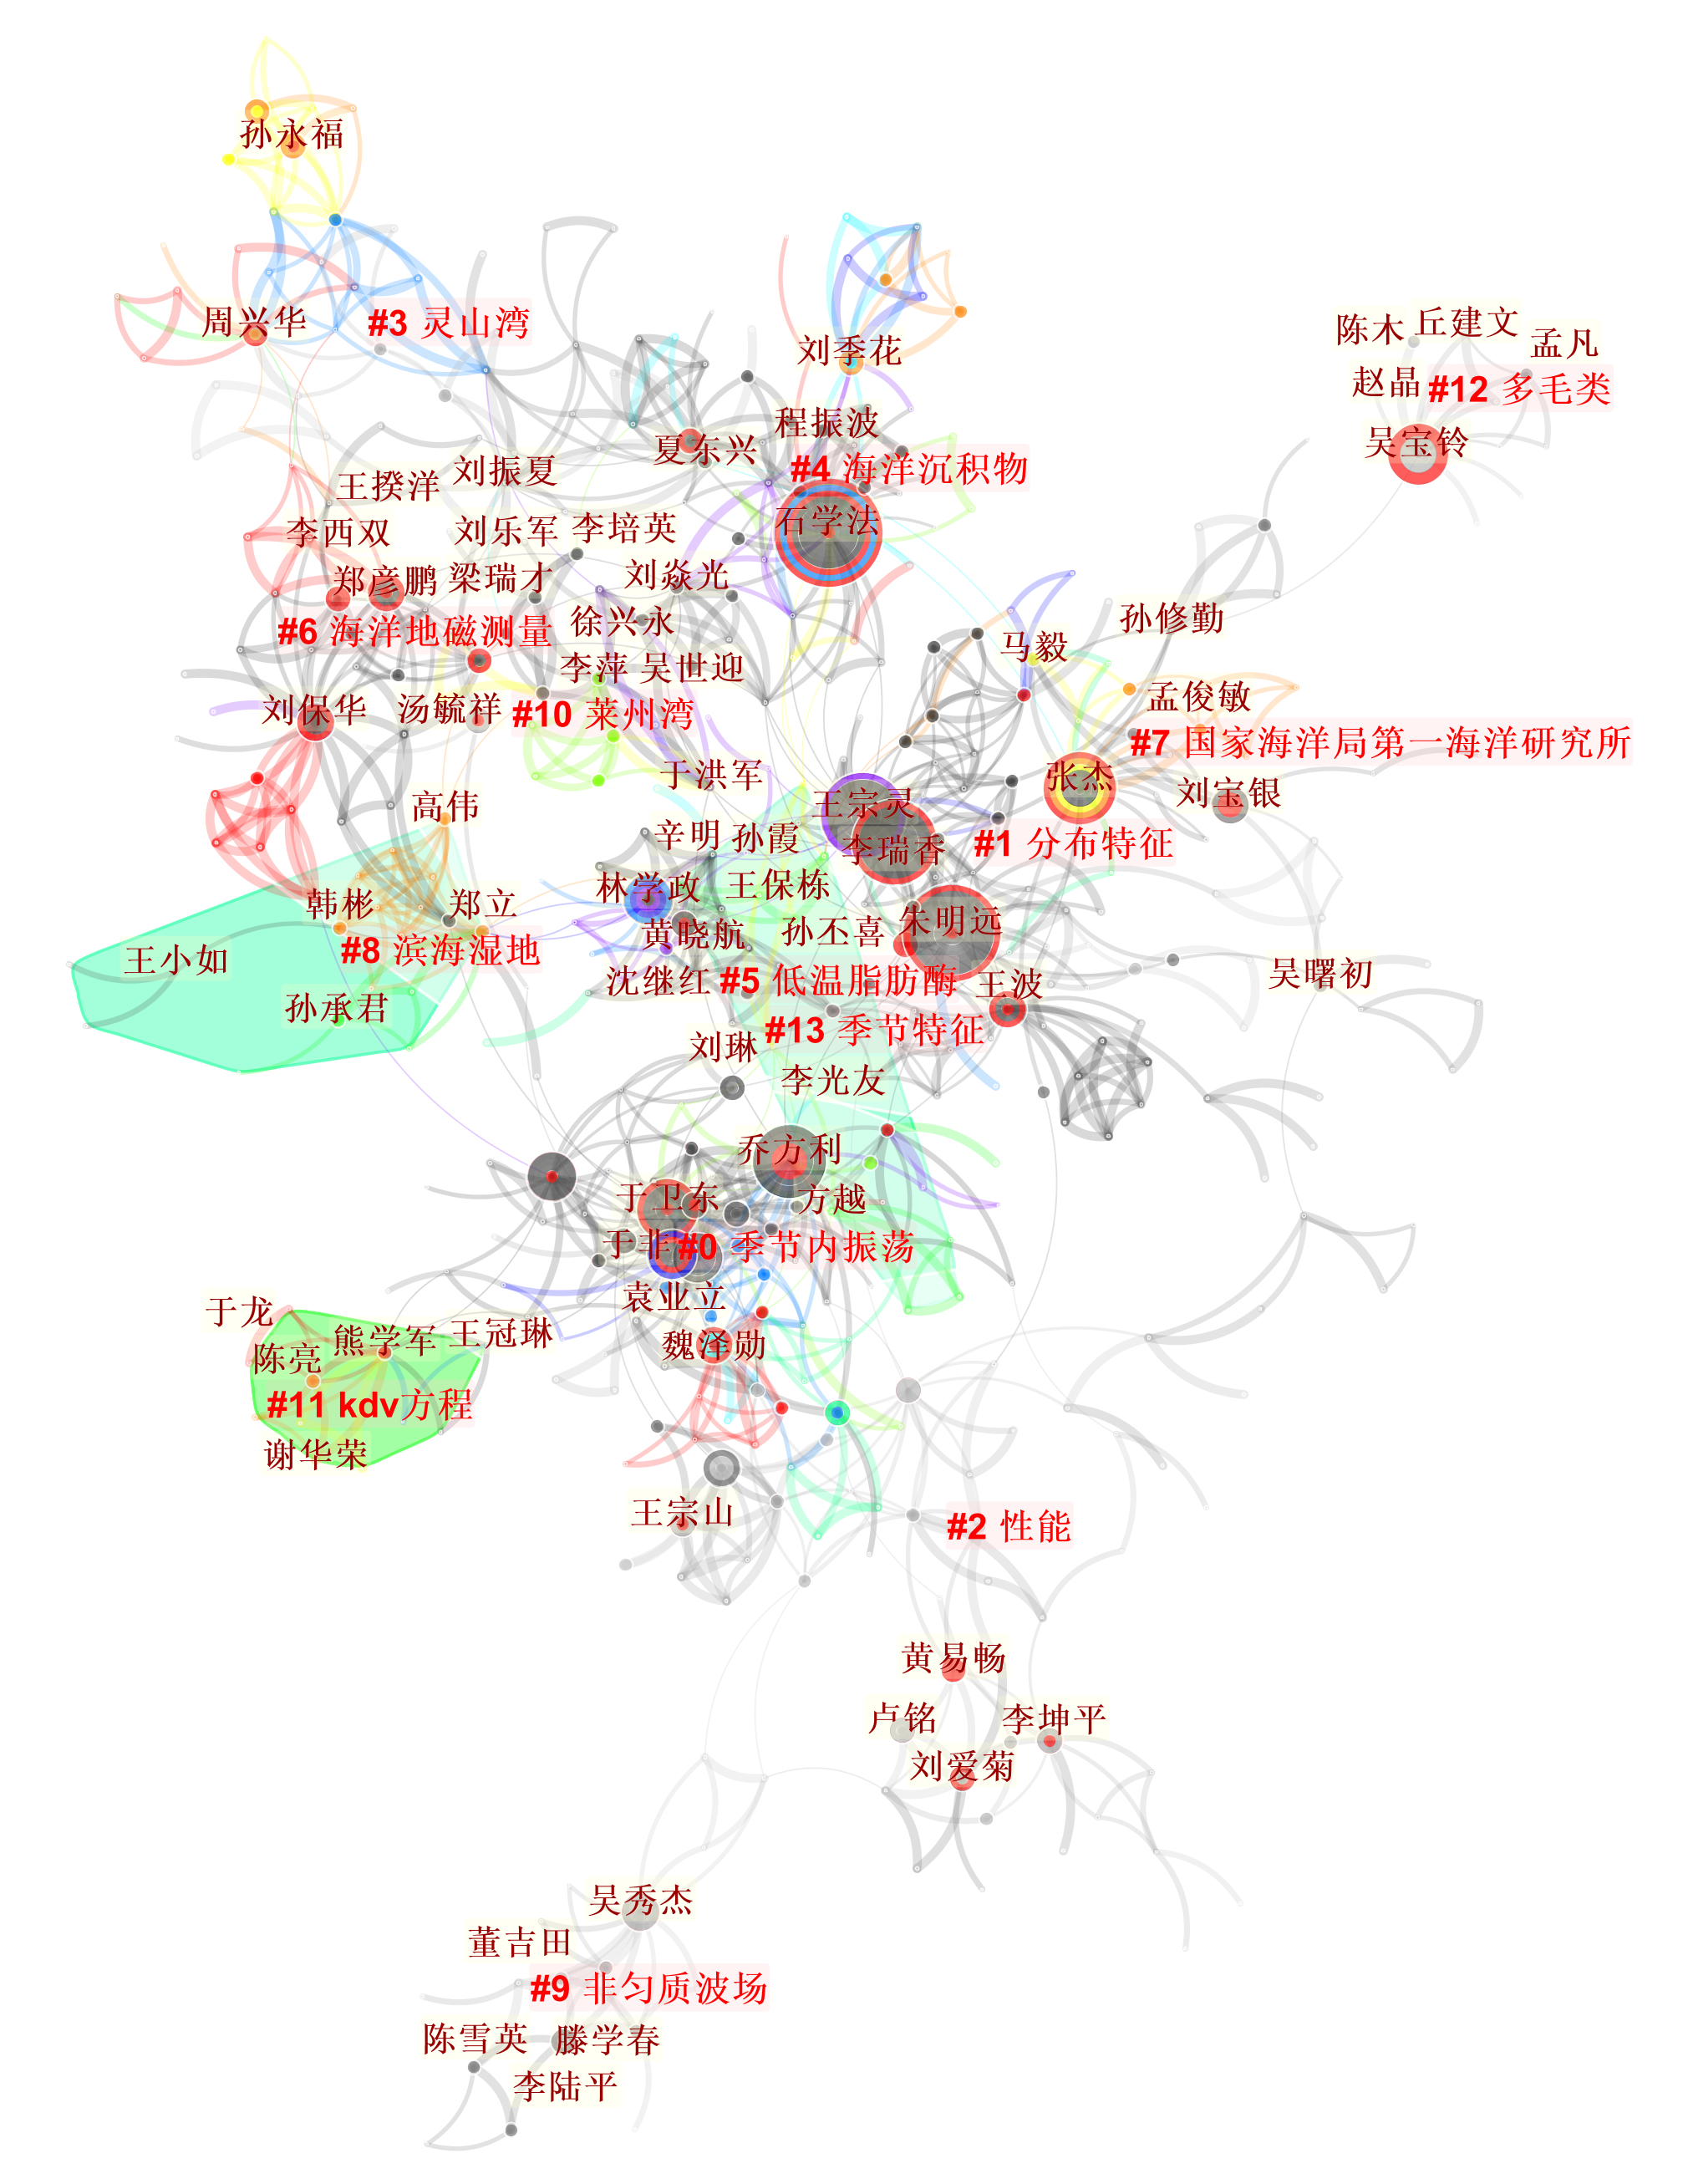 孙永福
周兴华
#3 灵山湾
刘季花
陈木
丘建文
孟凡
赵晶
#12 多毛类
吴宝铃
程振波
夏东兴
#4 海洋沉积物
刘振夏
王揆洋
石学法
李西双
刘乐军
李培英
郑彦鹏
梁瑞才
刘焱光
#6 海洋地磁测量
徐兴永
孙修勤
马毅
李萍
吴世迎
孟俊敏
刘保华
汤毓祥
#10 莱州湾
#7 国家海洋局第一海洋研究所
于洪军
张杰
刘宝银
高伟
王宗灵
辛明
孙霞
李瑞香
#1 分布特征
林学政
王保栋
韩彬
郑立
黄晓航
孙丕喜
朱明远
#8 滨海湿地
王小如
沈继红
#5 低温脂肪酶
王波
吴曙初
孙承君
#13 季节特征
刘琳
李光友
乔方利
于卫东
方越
于非
#0 季节内振荡
袁业立
于龙
熊学军
王冠琳
魏泽勋
陈亮
#11 kdv方程
谢华荣
王宗山
#2 性能
黄易畅
卢铭
李坤平
刘爱菊
吴秀杰
董吉田
#9 非匀质波场
陈雪英
滕学春
李陆平